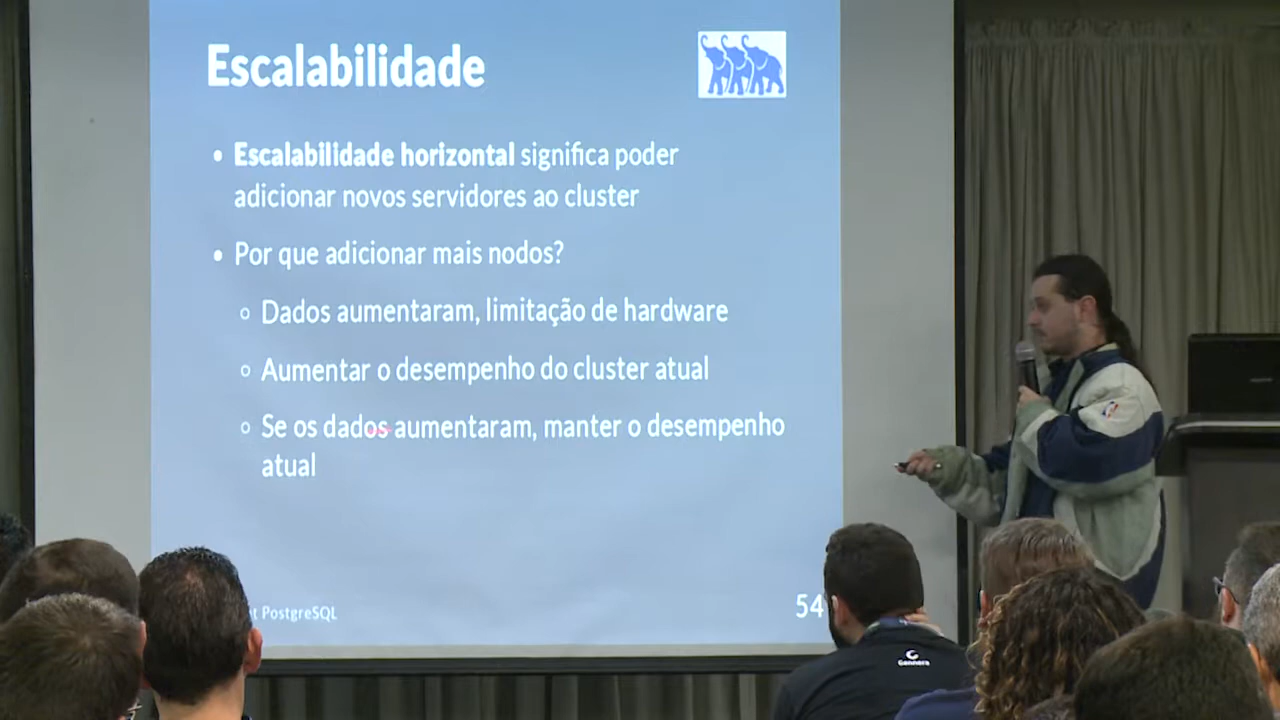 Escalabilidade
• Escalabilidade horizontal significa poder
adicionar novos servidores ao cluster
• Por que adicionar mais nodos?
○ Dados aumentaram, limitação de hardware
○ Aumentar o desempenho do cluster atual
○ Se os dados aumentaram, manter o desempenho
atual
PostgreSQL
54